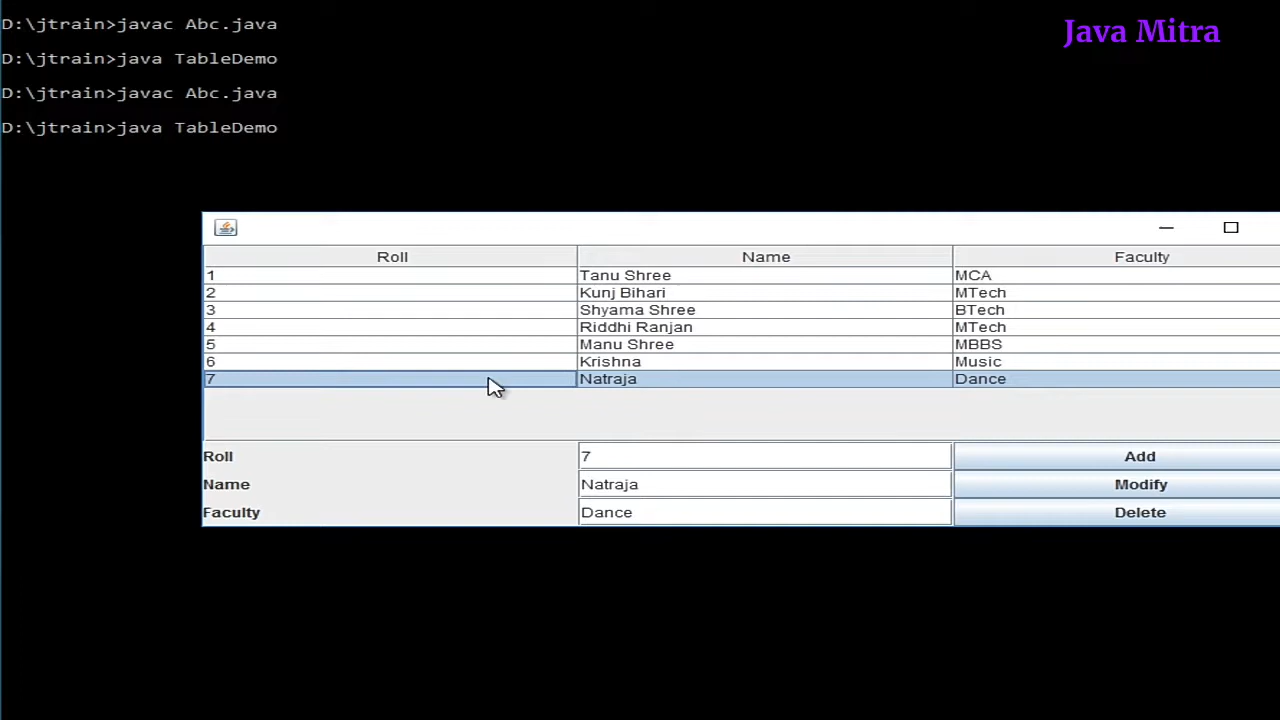 D:\jtrain>javac Abc.java
Java Mitra
D:\jtrain>java TableDemo
D:\jtrain>javac Abc.java
D:\jtrain>java TableDemo
Roll Name Faculty
1 Tanu Shree MCA
2 Kunj Bihari MTech
3 Shyama Shree BTech
4 Riddhi Ranjan MTech
5 Manu Shree MBBS
6 Krishna Music
7 Natraja Dance
Roll 7 Add
Name Natraja Modify
Faculty Dance Delete